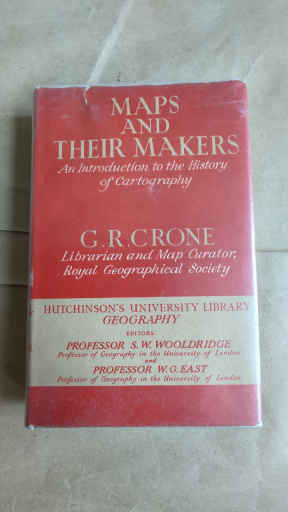 MAPS
AND
THEIR MAKERS
An Introduction to the History
of Cartography
G.R.CRONE
Librarian and Map Curator,
Royal Geographical Society
HUTCHINSON'S UNIVERSITY LIBRARY
GEOGRAPHY
EDITORS:
PROFESSOR S.W.WOOLDRIDGE
Professor of Geography in the University of London
and
PROFESSOR W.G.EAST
Professor of Geography in the University of London